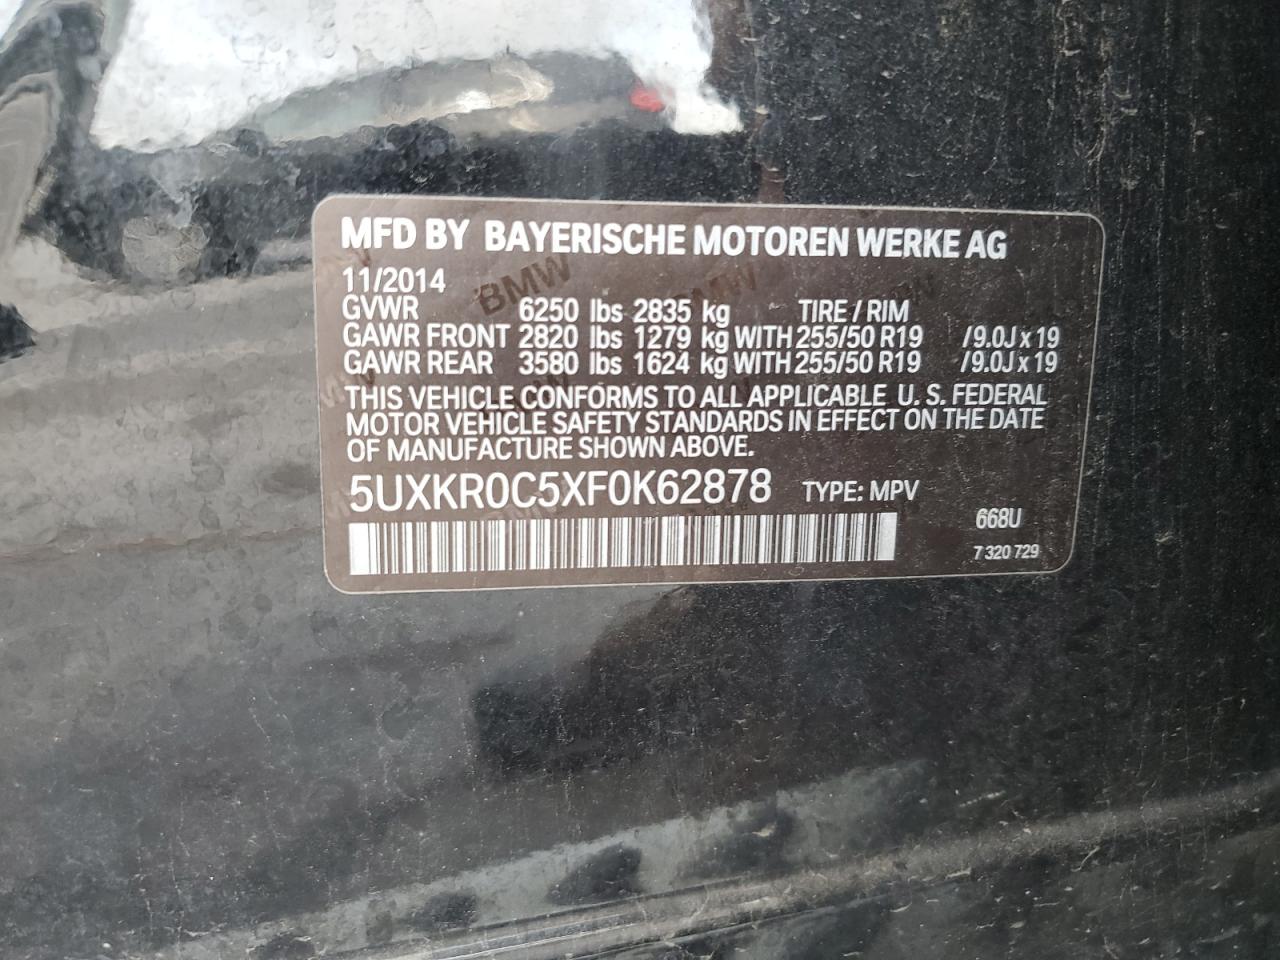 MFD BY BAYERISCHE MOTOREN WERKE AG
11/2014
GVWR 6250 lbs 2835 kg TIRE / RIM
GAWR FRONT 2820 lbs 1279 kg WITH 255/50 R19 /9.0J x 19
GAWR REAR 3580 lbs 1624 kg WITH 255/50 R19 /9.0J x 19
THIS VEHICLE CONFORMS TO ALL APPLICABLE U. S. FEDERAL
MOTOR VEHICLE SAFETY STANDARDS IN EFFECT ON THE DATE
OF MANUFACTURE SHOWN ABOVE.
5UXKR0C5XF0K62878 TYPE: MPV
668U
7 320 729